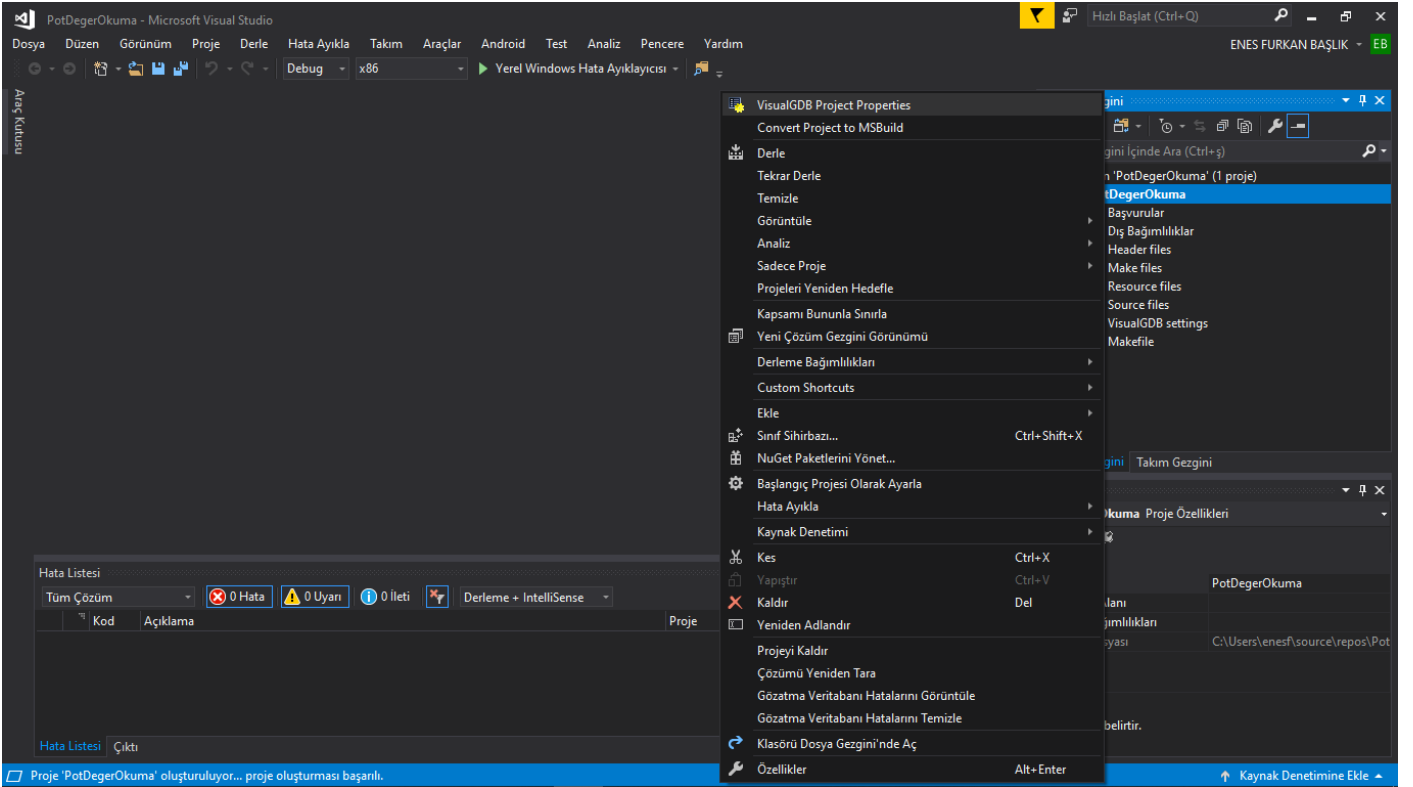 PotDegerOkuma - Microsoft Visual Studio
Hızlı Başlat (Ctrl+Q)
Dosya Düzen Görünüm Proje Derle Hata Ayıkla Takım Araçlar Android Test Analiz Pencere Yardım
ENES FURKAN BAŞLIK EB
Debug x86 Yerel Windows Hata Ayıklayıcısı
Araç Kutusu
VisualGDB Project Properties
Convert Project to MSBuild
Derle
Tekrar Derle
Temizle
Görüntüle
Analiz
Sadece Proje
Projeleri Yeniden Hedefle
Kapsamı Bununla Sınırla
Yeni Çözüm Gezgini Görünümü
Derleme Bağımlılıkları
Custom Shortcuts
Ekle
Sınıf Sihirbazı... Ctrl+Shift+X
NuGet Paketlerini Yönet...
Başlangıç Projesi Olarak Ayarla
Hata Ayıkla
Kaynak Denetimi
Kes Ctrl+X
Yapıştır Ctrl+V
Kaldır Del
Yeniden Adlandır
Projeyi Kaldır
Çözümü Yeniden Tara
Gözatma Veritabanı Hatalarını Görüntüle
Gözatma Veritabanı Hatalarını Temizle
Klasörü Dosya Gezgini'nde Aç
Özellikler Alt+Enter
gini
gini İçinde Ara (Ctrl+ş)
n 'PotDegerOkuma' (1 proje)
tDegerOkuma
Başvurular
Dış Bağımlılıklar
Header files
Make files
Resource files
Source files
VisualGDB settings
Makefile
gini Takım Gezgini
Okuma Proje Özellikleri
PotDegerOkuma
lanı
ğımlılıkları
syası C:\Users\enesf\source\repos\Pot
belirtir.
Hata Listesi
Tüm Çözüm 0 Hata 0 Uyarı 0 İleti Derleme + IntelliSense
Kod Açıklama Proje
Hata Listesi Çıktı
Proje 'PotDegerOkuma' oluşturuluyor... proje oluşturması başarılı.
Kaynak Denetimine Ekle